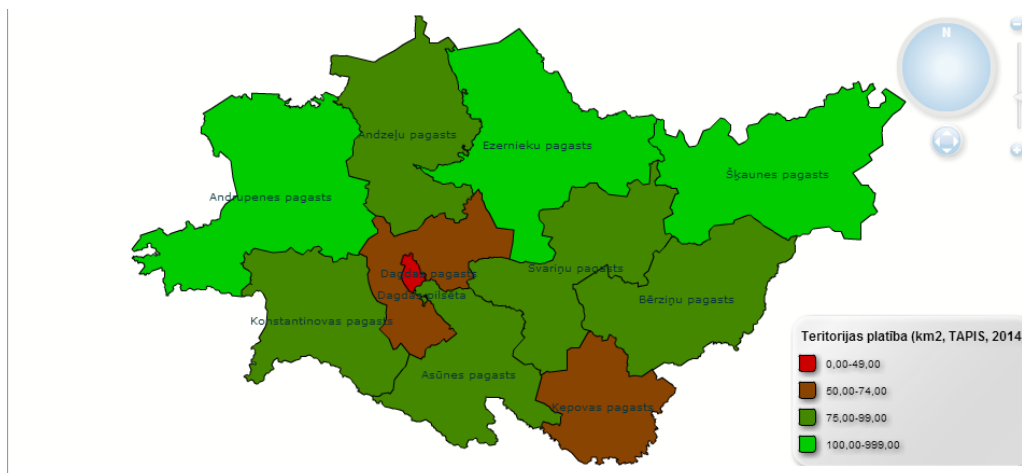 N
Andzeļu pagasts
Ezernieku pagasts
Šķaunes pagasts
Andrupenes pagasts
Dagdas pagasts
Svariņu pagasts
Dagdas pilsēta
Bērziņu pagasts
Konstantinovas pagasts
Asūnes pagasts
Ķepovas pagasts
Teritorijas platība (km2, TAPIS, 2014
0,00-49,00
50,00-74,00
75,00-99,00
100,00-999,00